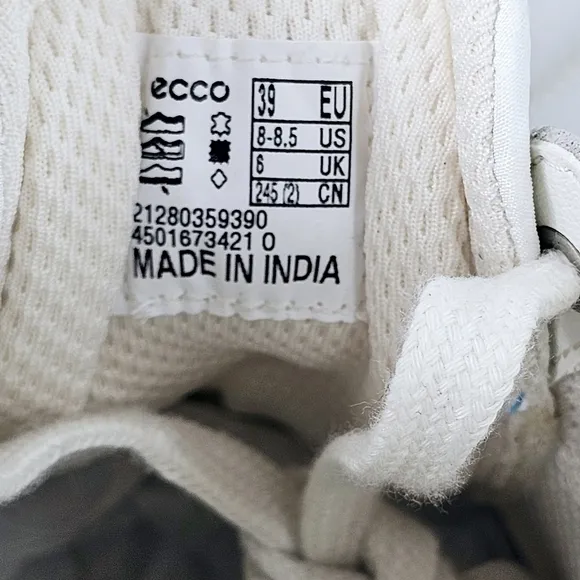 ecco
39 EU
8-8.5 US
6 UK
245 (2) CN
21280359390
4501673421 0
MADE IN INDIA